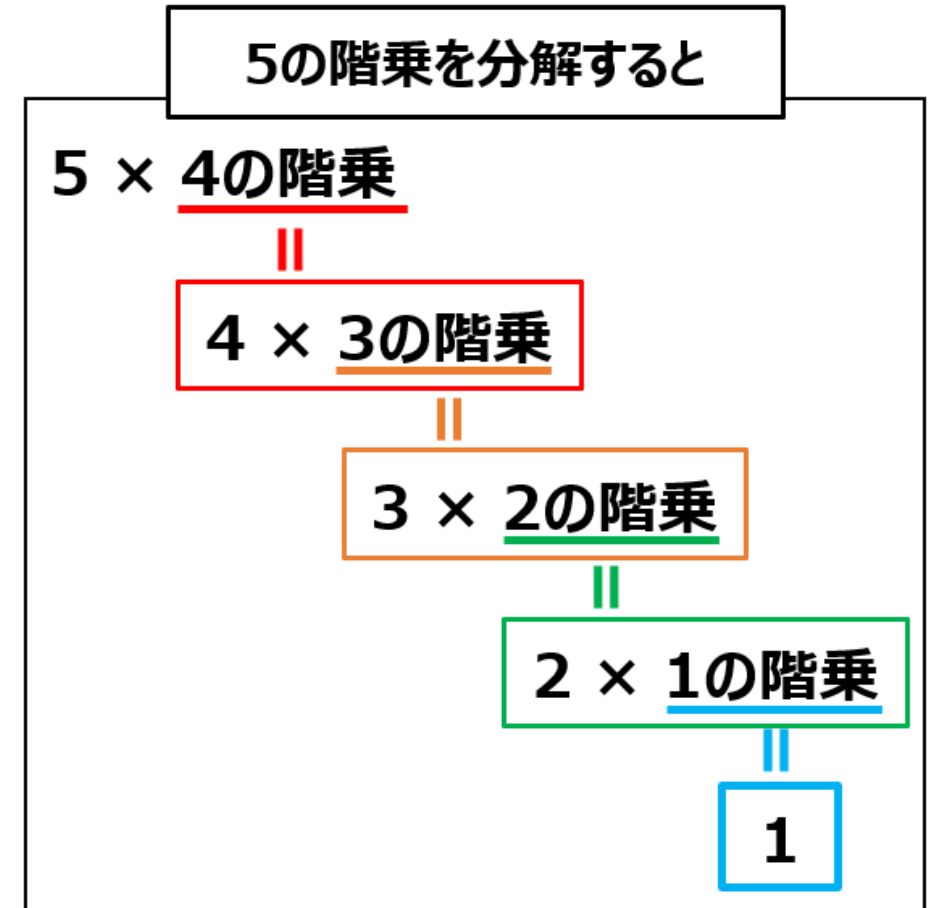 5の階乗を分解すると
5 × 4の階乗
=
4 × 3の階乗
=
3 × 2の階乗
=
2 × 1の階乗
=
1